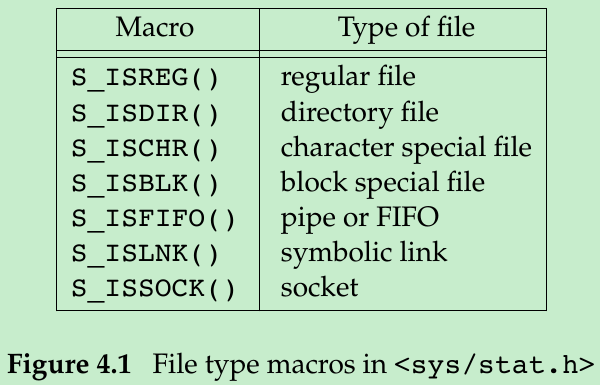 Macro Type of file
S_ISREG() regular file
S_ISDIR() directory file
S_ISCHR() character special file
S_ISBLK() block special file
S_ISFIFO() pipe or FIFO
S_ISLNK() symbolic link
S_ISSOCK() socket
Figure 4.1 File type macros in <sys/stat.h>